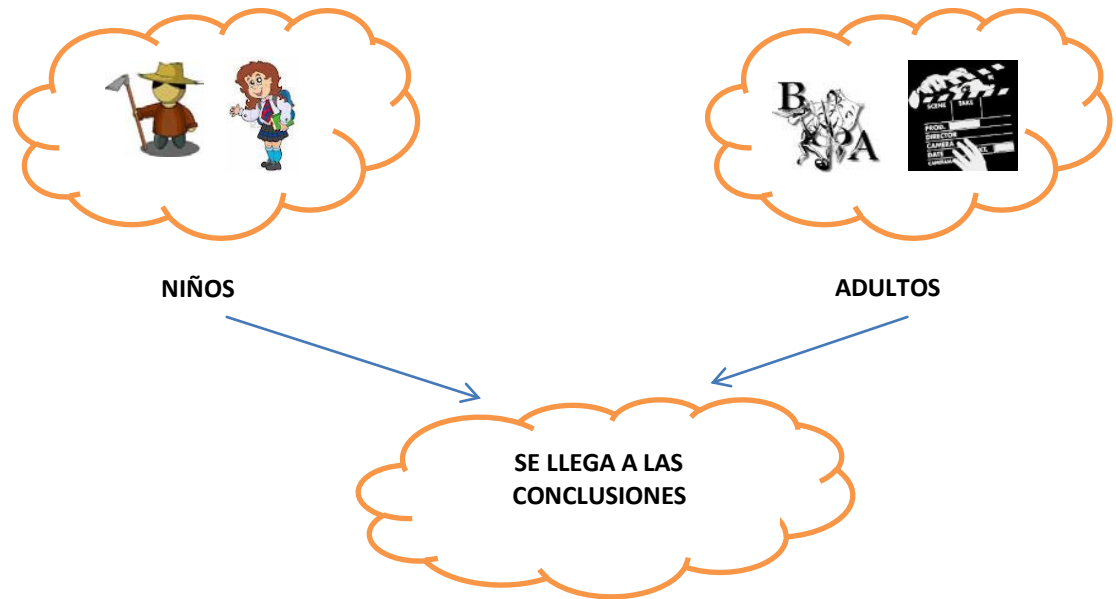 B
A
SCENE TAKE
PROD.
DIRECTOR
CAMERA
DATE
NIÑOS
ADULTOS
SE LLEGA A LAS
CONCLUSIONES